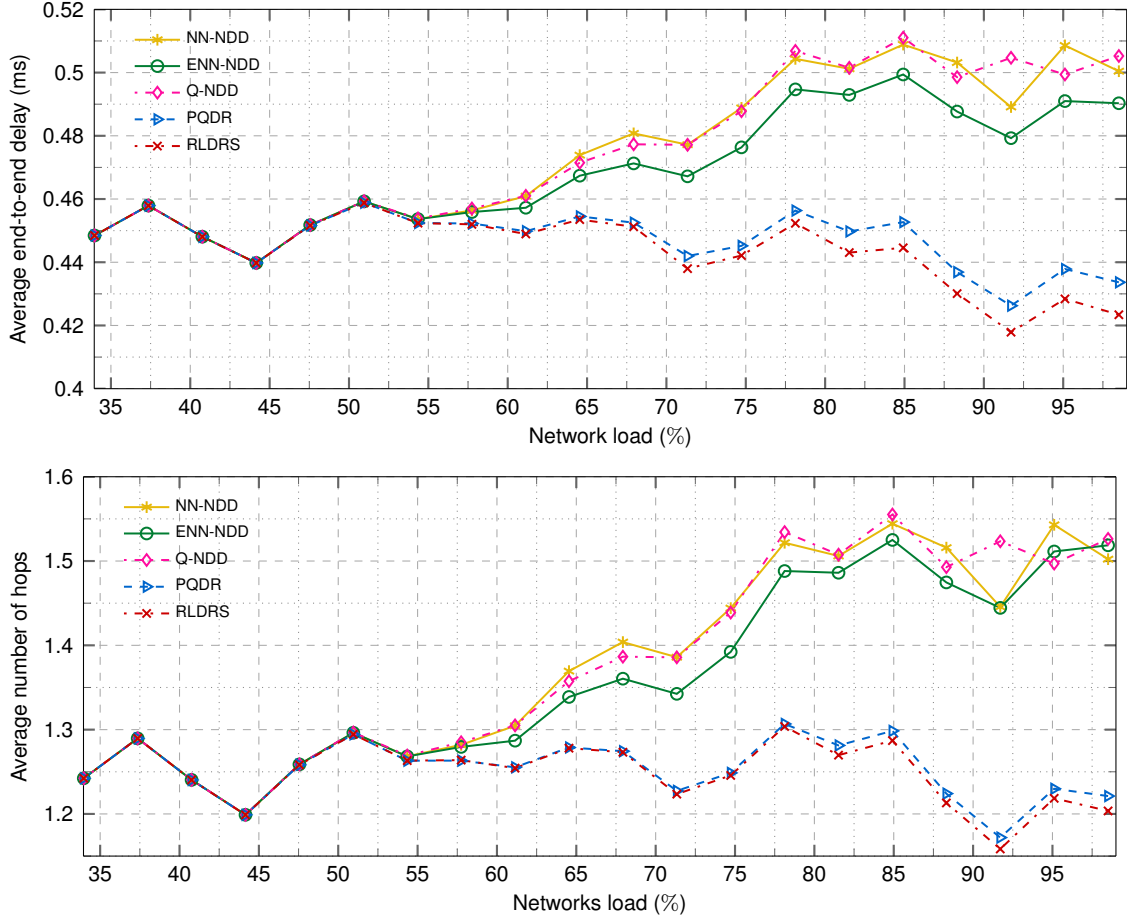 0.52
0.5
0.48
0.46
0.44
0.42
0.4
Average end-to-end delay (ms)
NN-NDD
ENN-NDD
Q-NDD
PQDR
RLDRS
35 40 45 50 55 60 65 70 75 80 85 90 95
Network load (%)
1.6
1.5
1.4
1.3
1.2
Average number of hops
NN-NDD
ENN-NDD
Q-NDD
PQDR
RLDRS
35 40 45 50 55 60 65 70 75 80 85 90 95
Networks load (%)